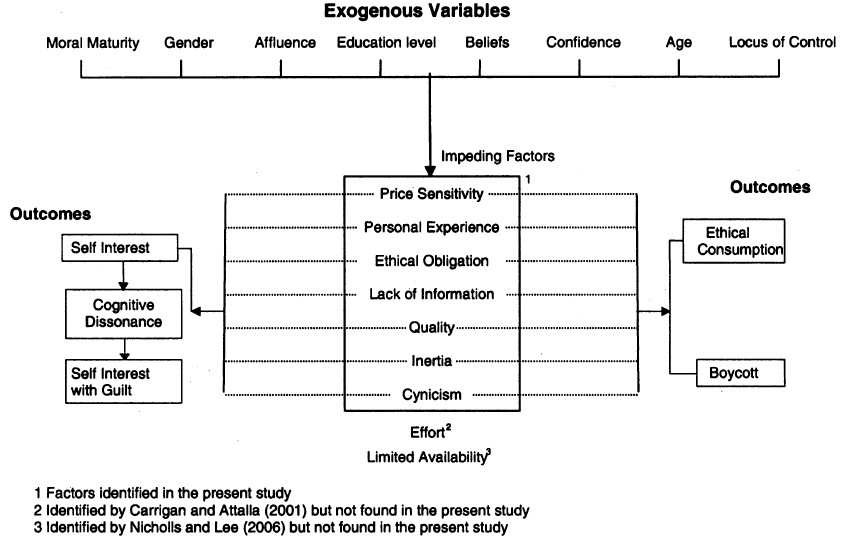 Exogenous Variables
Moral Maturity Gender Affluence Education level Beliefs Confidence Age Locus of Control
Impeding Factors
1
Outcomes
Self Interest
Cognitive
Dissonance
Self Interest
with Guilt
Price Sensitivity
Personal Experience
Ethical Obligation
Lack of Information
Quality
Inertia
Cynicism
Effort²
Limited Availability³
Outcomes
Ethical
Consumption
Boycott
1 Factors identified in the present study
2 Identified by Carrigan and Attalla (2001) but not found in the present study
3 Identified by Nicholls and Lee (2006) but not found in the present study